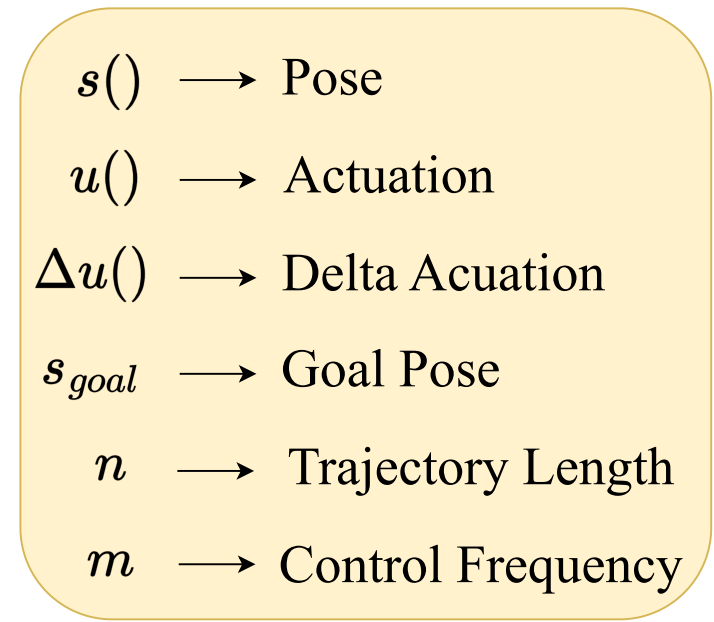 s() → Pose
u() → Actuation
Δu() → Delta Acuation
s_goal → Goal Pose
n → Trajectory Length
m → Control Frequency